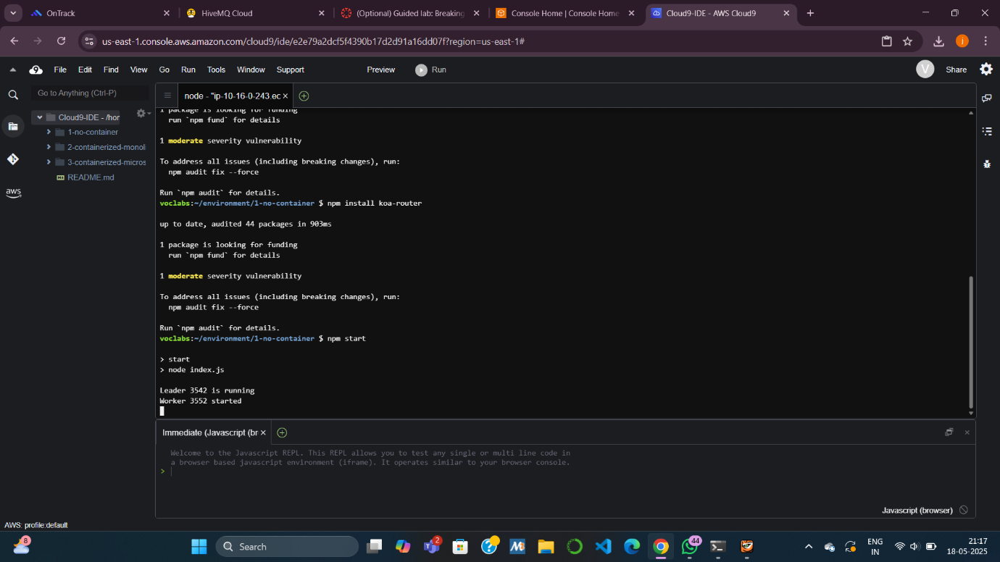 OnTrack
HiveMQ Cloud
(Optional) Guided lab: Breaking
Console Home | Console Home
Cloud9-IDE - AWS Cloud9
us-east-1.console.aws.amazon.com/cloud9/ide/e2e79a2dcf5f4390b17d2d91a16dd07f?region=us-east-1#
j
9 File Edit Find View Go Run Tools Window Support Preview Run V Share
Go to Anything (Ctrl-P)
node - "ip-10-16-0-243.ec
Cloud9-IDE - /hor
1-no-container
2-containerized-monoli
3-containerized-micros
README.md
aws
1 package is looking for funding
run `npm fund` for details
1 moderate severity vulnerability
To address all issues (including breaking changes), run:
npm audit fix --force
Run `npm audit` for details.
voclabs:~/environment/1-no-container $ npm install koa-router
up to date, audited 44 packages in 903ms
1 package is looking for funding
run `npm fund` for details
1 moderate severity vulnerability
To address all issues (including breaking changes), run:
npm audit fix --force
Run `npm audit` for details.
voclabs:~/environment/1-no-container $ npm start
> start
> node index.js
Leader 3542 is running
Worker 3552 started
Immediate (Javascript (br
Welcome to the Javascript REPL. This REPL allows you to test any single or multi line code in
a browser based javascript environment (iframe). It operates similar to your browser console.
>
Javascript (browser)
AWS: profile:default
8
Search
2
44
ENG
IN
21:17
18-05-2025